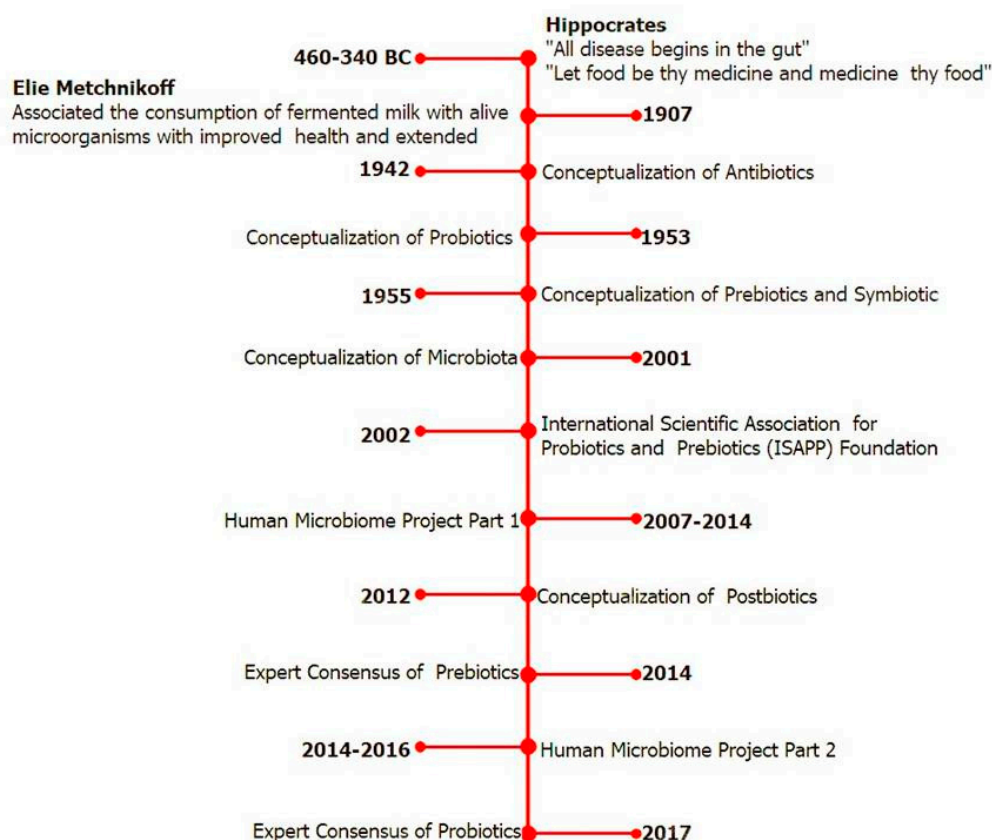 Hippocrates
460-340 BC
"All disease begins in the gut"
"Let food be thy medicine and medicine thy food"
Elie Metchnikoff
Associated the consumption of fermented milk with alive
microorganisms with improved health and extended
1907
1942
Conceptualization of Antibiotics
Conceptualization of Probiotics
1953
1955
Conceptualization of Prebiotics and Symbiotic
Conceptualization of Microbiota
2001
2002
International Scientific Association for
Probiotics and Prebiotics (ISAPP) Foundation
Human Microbiome Project Part 1
2007-2014
2012
Conceptualization of Postbiotics
Expert Consensus of Prebiotics
2014
2014-2016
Human Microbiome Project Part 2
Expert Consensus of Probiotics
2017